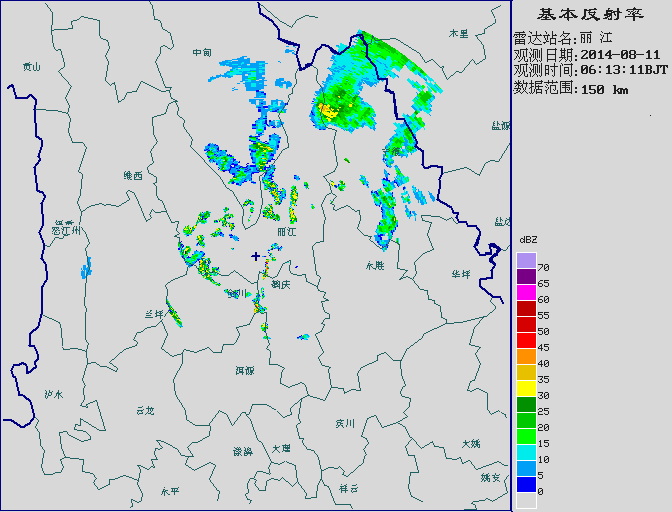 基本反射率
雷达站名:丽 江
观测日期:2014-08-11
观测时间:06:13:11BJT
数据范围:150 km
dBZ
70
65
60
55
50
45
40
35
30
25
20
15
10
5
0
木里
中甸
贡山
盐源
维西
怒江州
丽江
盐边
永胜
华坪
鹤庆
兰坪
洱源
泸水
云龙
宾川
大姚
漾濞
大理
姚安
永平
祥云